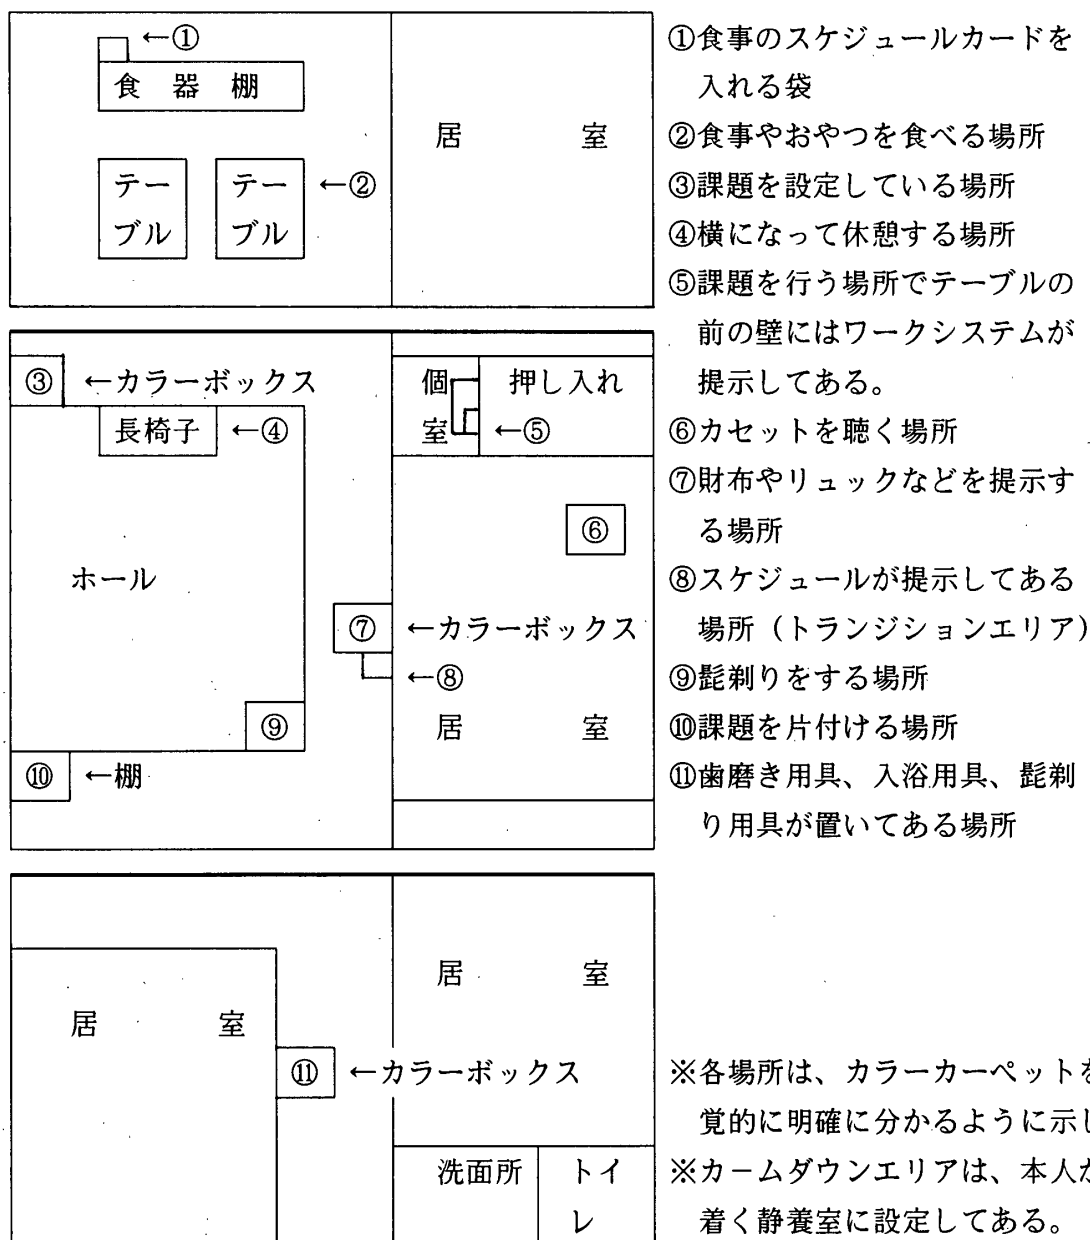 ←①
食 器 棚
テー
ブル
テー
ブル
←②
居 室
③ ←カラーボックス
長椅子 ←④
ホール
個
室
押し入れ
←⑤
⑥
⑦ ←カラーボックス
←⑧
居 室
⑨
⑩ ←棚
居 室
居 室
⑪ ←カラーボックス
洗面所
トイ
レ
①食事のスケジュールカードを
入れる袋
②食事やおやつを食べる場所
③課題を設定している場所
④横になって休憩する場所
⑤課題を行う場所でテーブルの
前の壁にはワークシステムが
提示してある。
⑥カセットを聴く場所
⑦財布やリュックなどを提示す
る場所
⑧スケジュールが提示してある
場所（トランジションエリア）
⑨髭剃りをする場所
⑩課題を片付ける場所
⑪歯磨き用具、入浴用具、髭剃
り用具が置いてある場所
※各場所は、カラーカーペットを
覚的に明確に分かるように示し
※カームダウンエリアは、本人か
着く静養室に設定してある。